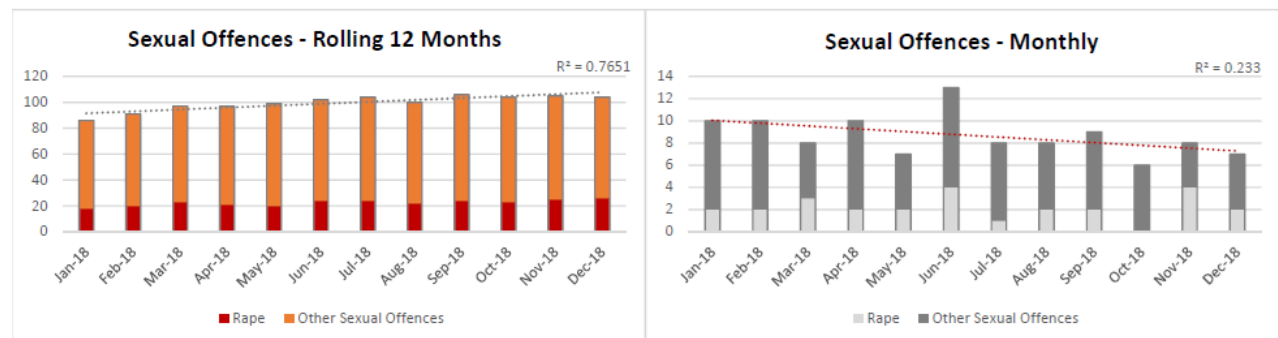 Sexual Offences - Rolling 12 Months
R² = 0.7651
120
100
80
60
40
20
0
Jan-18 Feb-18 Mar-18 Apr-18 May-18 Jun-18 Jul-18 Aug-18 Sep-18 Oct-18 Nov-18 Dec-18
Rape Other Sexual Offences
Sexual Offences - Monthly
R² = 0.233
14
12
10
8
6
4
2
0
Jan-18 Feb-18 Mar-18 Apr-18 May-18 Jun-18 Jul-18 Aug-18 Sep-18 Oct-18 Nov-18 Dec-18
Rape Other Sexual Offences